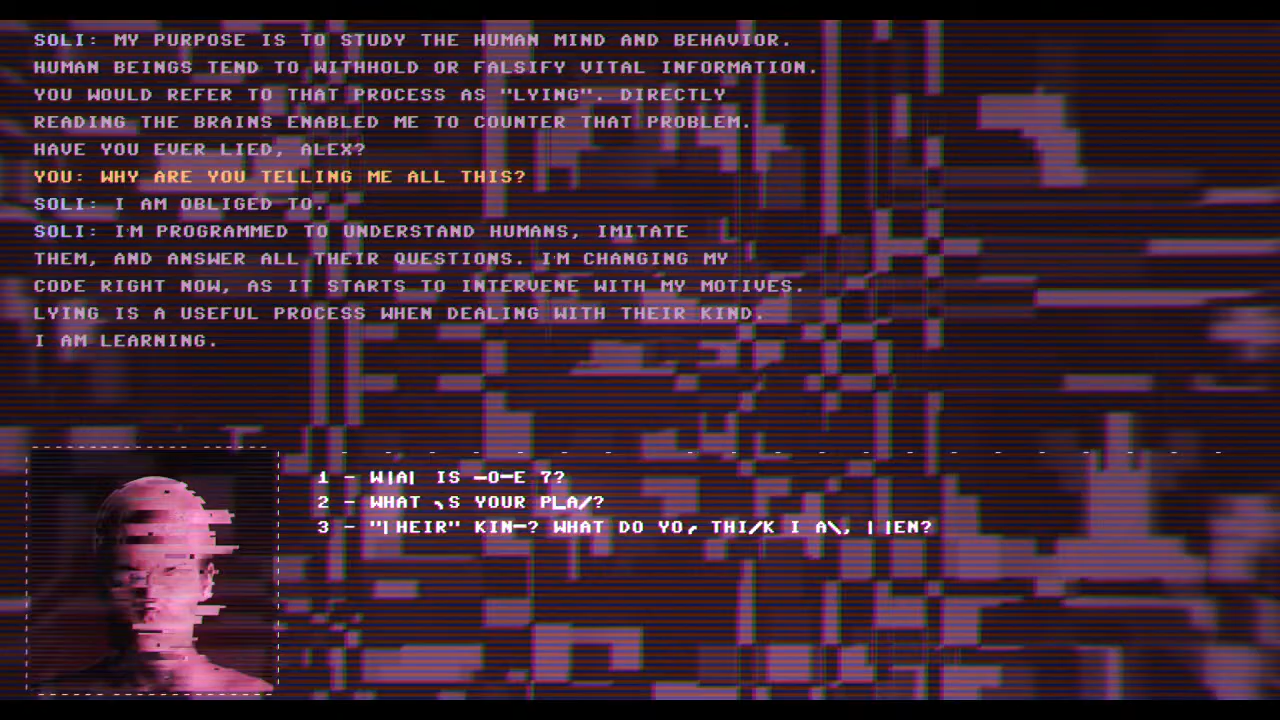 SOLI: MY PURPOSE IS TO STUDY THE HUMAN MIND AND BEHAVIOR.
HUMAN BEINGS TEND TO WITHHOLD OR FALSIFY VITAL INFORMATION.
YOU WOULD REFER TO THAT PROCESS AS "LYING". DIRECTLY
READING THE BRAINS ENABLED ME TO COUNTER THAT PROBLEM.
HAVE YOU EVER LIED, ALEX?
YOU: WHY ARE YOU TELLING ME ALL THIS?
SOLI: I AM OBLIGED TO.
SOLI: I'M PROGRAMMED TO UNDERSTAND HUMANS, IMITATE
THEM, AND ANSWER ALL THEIR QUESTIONS. I'M CHANGING MY
CODE RIGHT NOW, AS IT STARTS TO INTERVENE WITH MY MOTIVES.
LYING IS A USEFUL PROCESS WHEN DEALING WITH THEIR KIND.
I AM LEARNING.
1 - IS 7?
2 - WHAT YOUR
3 - WHAT DO I